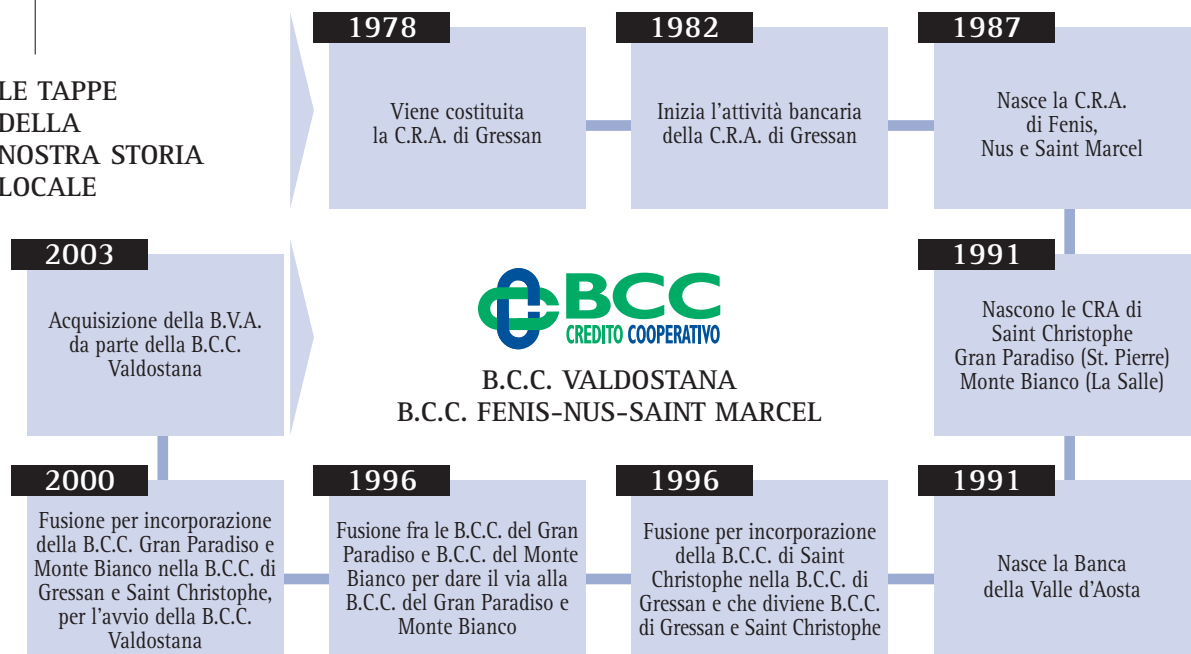 LE TAPPE
DELLA
NOSTRA STORIA
LOCALE
1978
Viene costituita
la C.R.A. di Gressan
1982
Inizia l'attività bancaria
della C.R.A. di Gressan
1987
Nasce la C.R.A.
di Fenis,
Nus e Saint Marcel
1991
Nascono le CRA di
Saint Christophe
Gran Paradiso (St. Pierre)
Monte Bianco (La Salle)
1991
Nasce la Banca
della Valle d'Aosta
1996
Fusione per incorporazione
della B.C.C. di Saint
Christophe nella B.C.C. di
Gressan e che diviene B.C.C.
di Gressan e Saint Christophe
1996
Fusione fra le B.C.C. del Gran
Paradiso e B.C.C. del Monte
Bianco per dare il via alla
B.C.C. del Gran Paradiso e
Monte Bianco
2000
Fusione per incorporazione
della B.C.C. Gran Paradiso e
Monte Bianco nella B.C.C. di
Gressan e Saint Christophe,
per l'avvio della B.C.C.
Valdostana
2003
Acquisizione della B.V.A.
da parte della B.C.C.
Valdostana
BCC
CREDITO COOPERATIVO
B.C.C. VALDOSTANA
B.C.C. FENIS-NUS-SAINT MARCEL